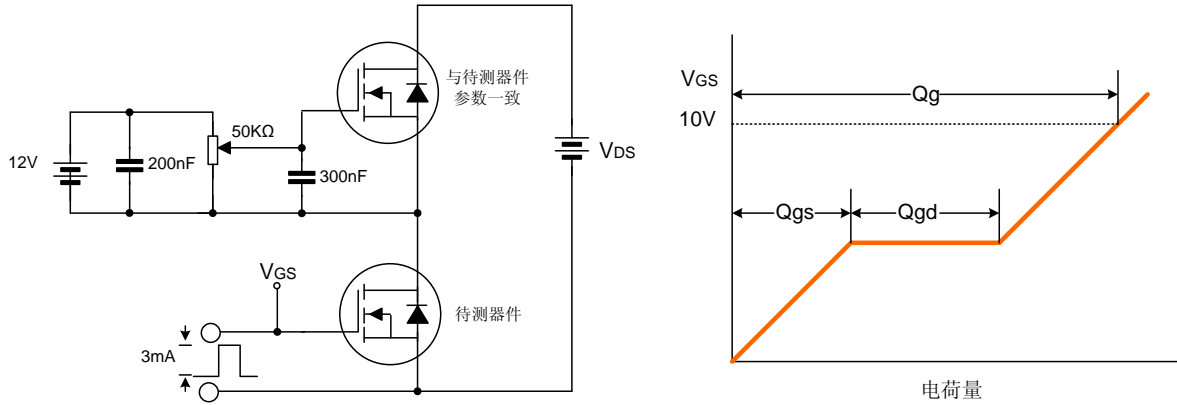 与待测器件
参数一致
50KΩ
12V
200nF
300nF
VDS
VGS
待测器件
3mA
VGS
Qg
10V
Qgs
Qgd
电荷量